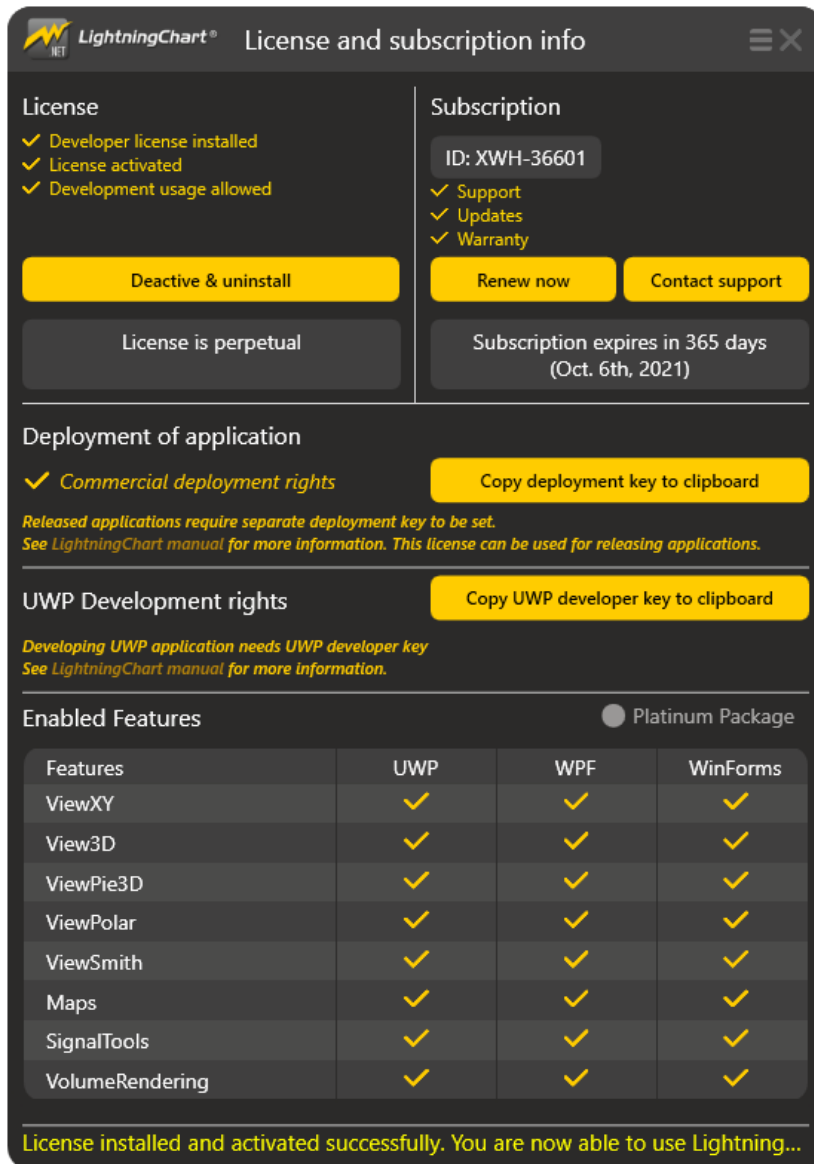 LightningChart® License and subscription info
.NET
License
Developer license installed
License activated
Development usage allowed
Deactive & uninstall
License is perpetual
Subscription
ID: XWH-36601
Support
Updates
Warranty
Renew now Contact support
Subscription expires in 365 days
(Oct. 6th, 2021)
Deployment of application
Commercial deployment rights Copy deployment key to clipboard
Released applications require separate deployment key to be set.
See LightningChart manual for more information. This license can be used for releasing applications.
UWP Development rights Copy UWP developer key to clipboard
Developing UWP application needs UWP developer key
See LightningChart manual for more information.
Enabled Features Platinum Package
Features UWP WPF WinForms
ViewXY
View3D
ViewPie3D
ViewPolar
ViewSmith
Maps
SignalTools
VolumeRendering
License installed and activated successfully. You are now able to use Lightning...